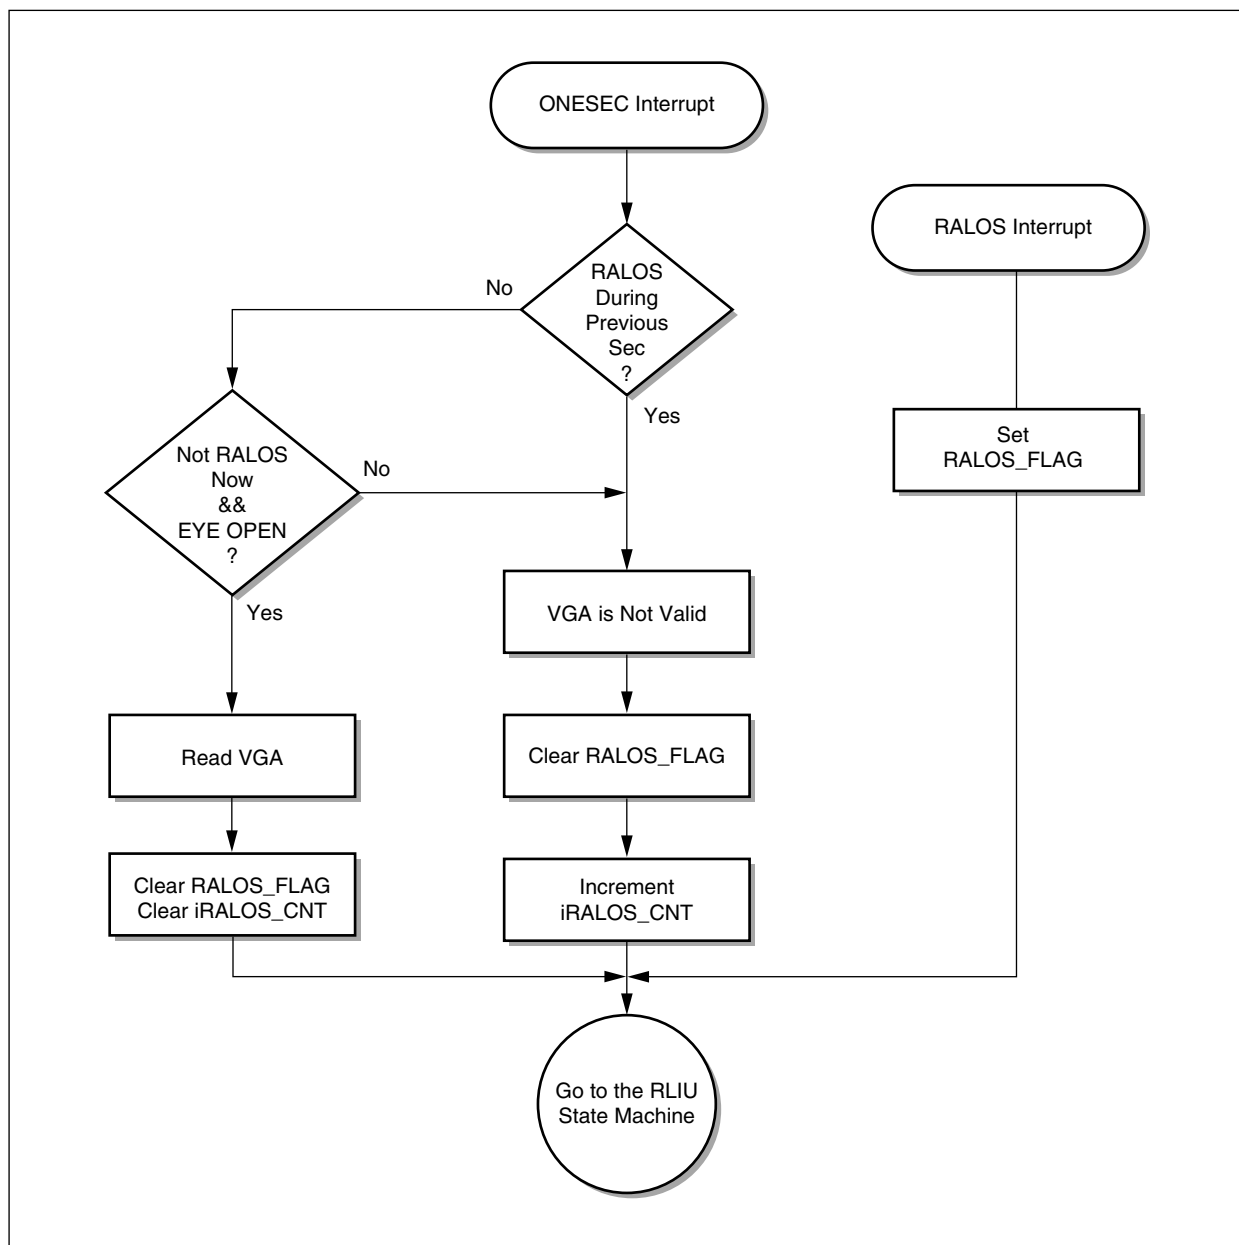 ONESEC Interrupt
RALOS Interrupt
RALOS
During
Previous
Sec
?
No
Yes
Not RALOS
Now
&&
EYE OPEN
?
No
Yes
Set
RALOS_FLAG
VGA is Not Valid
Read VGA
Clear RALOS_FLAG
Clear RALOS_FLAG
Clear iRALOS_CNT
Increment
iRALOS_CNT
Go to the RLIU
State Machine